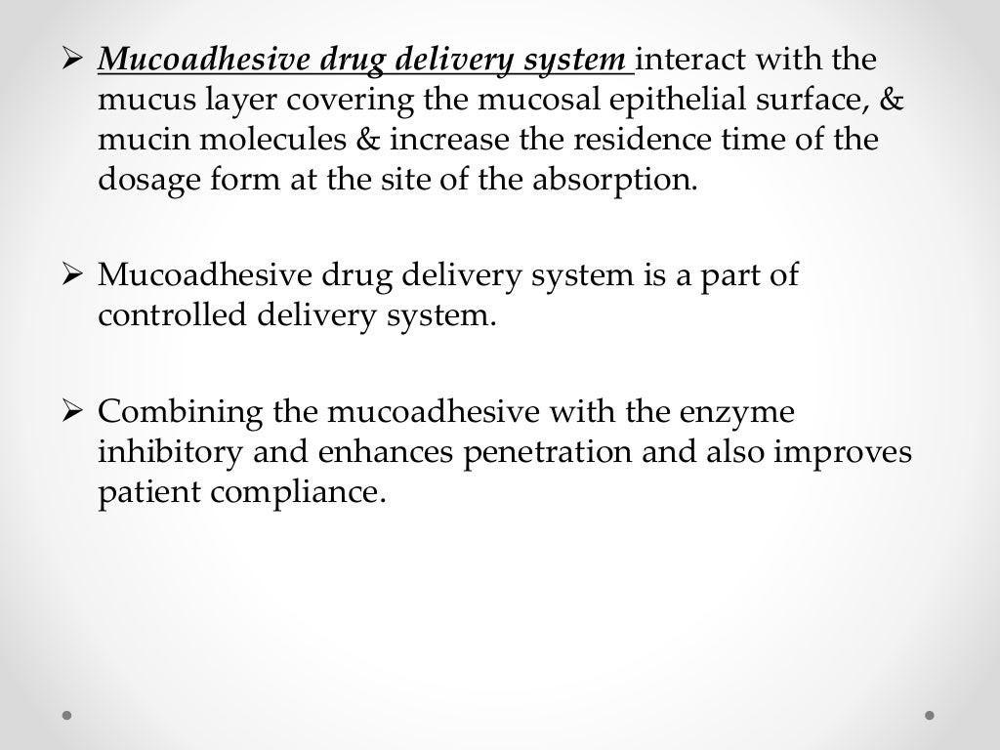 ➢ Mucoadhesive drug delivery system interact with the
mucus layer covering the mucosal epithelial surface, &
mucin molecules & increase the residence time of the
dosage form at the site of the absorption.
➢ Mucoadhesive drug delivery system is a part of
controlled delivery system.
➢ Combining the mucoadhesive with the enzyme
inhibitory and enhances penetration and also improves
patient compliance.